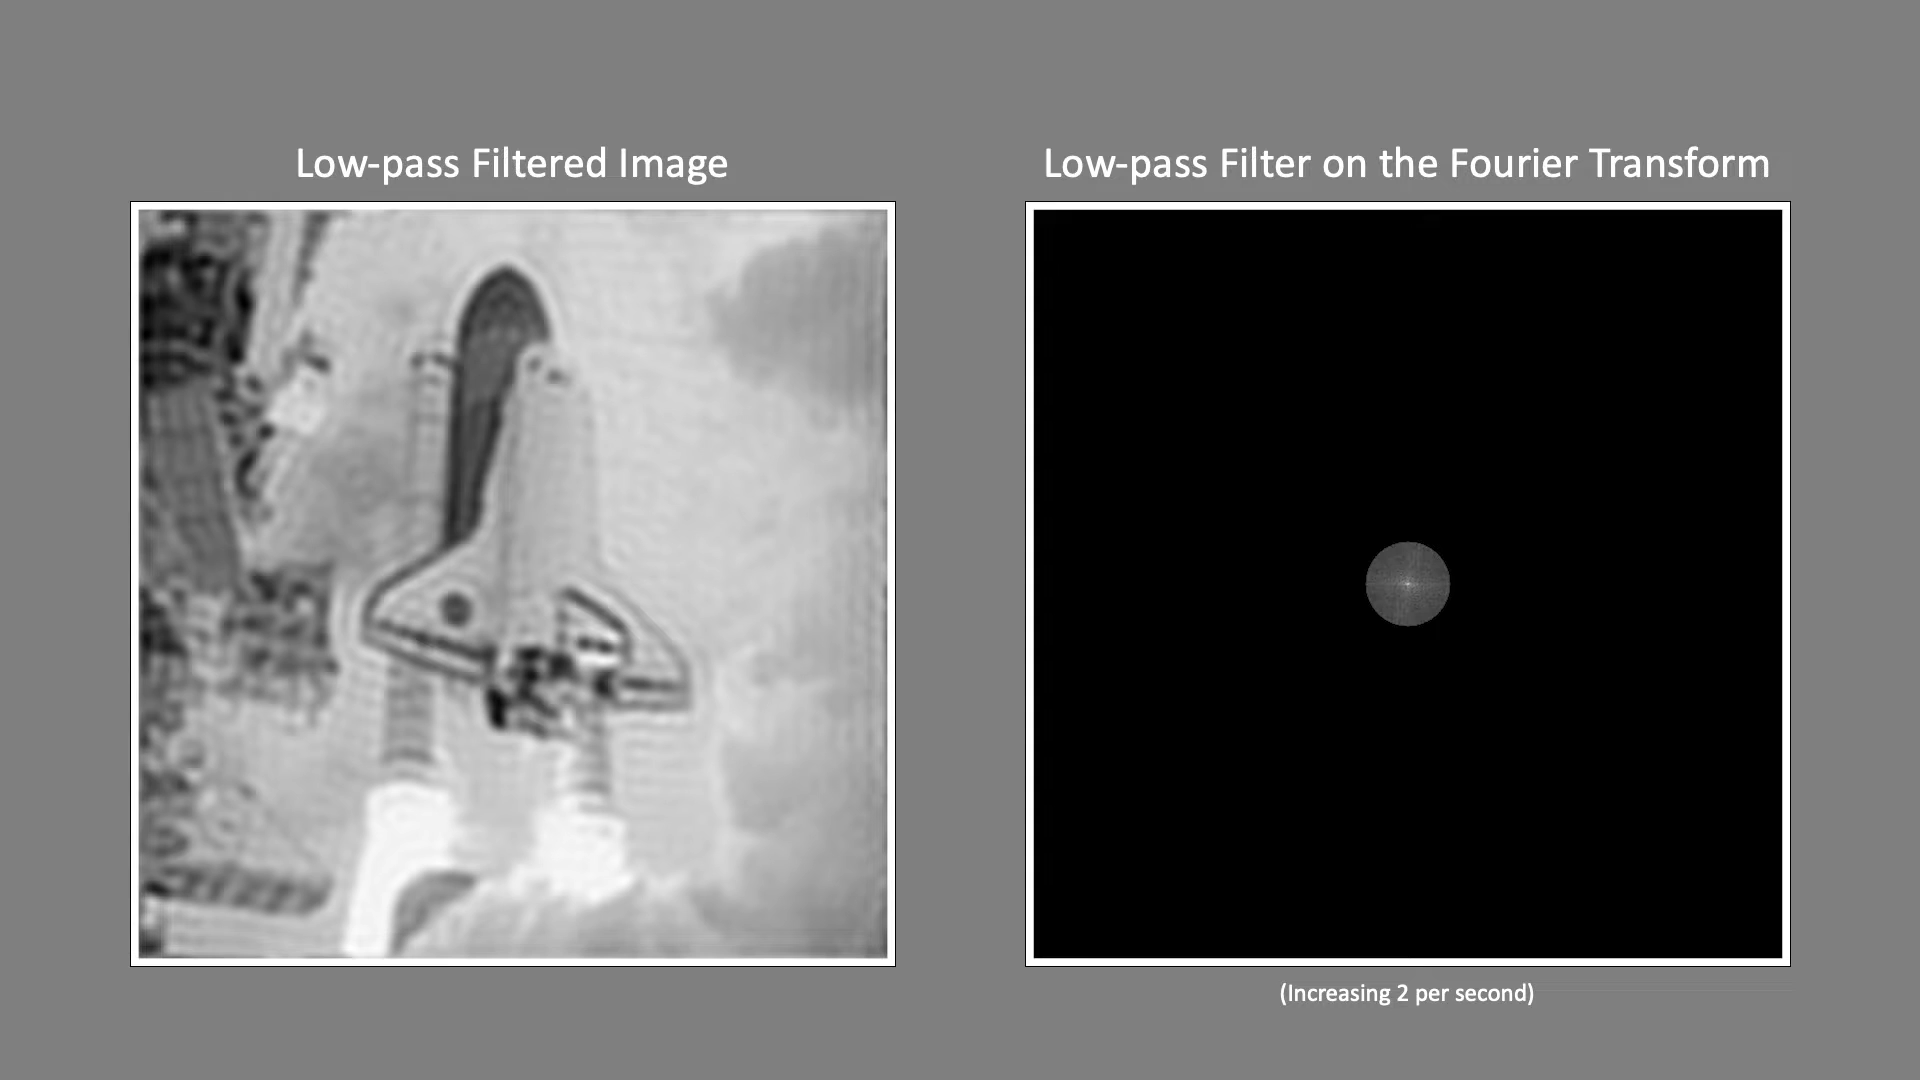 Low-pass Filtered Image
Low-pass Filter on the Fourier Transform
(Increasing 2 per second)